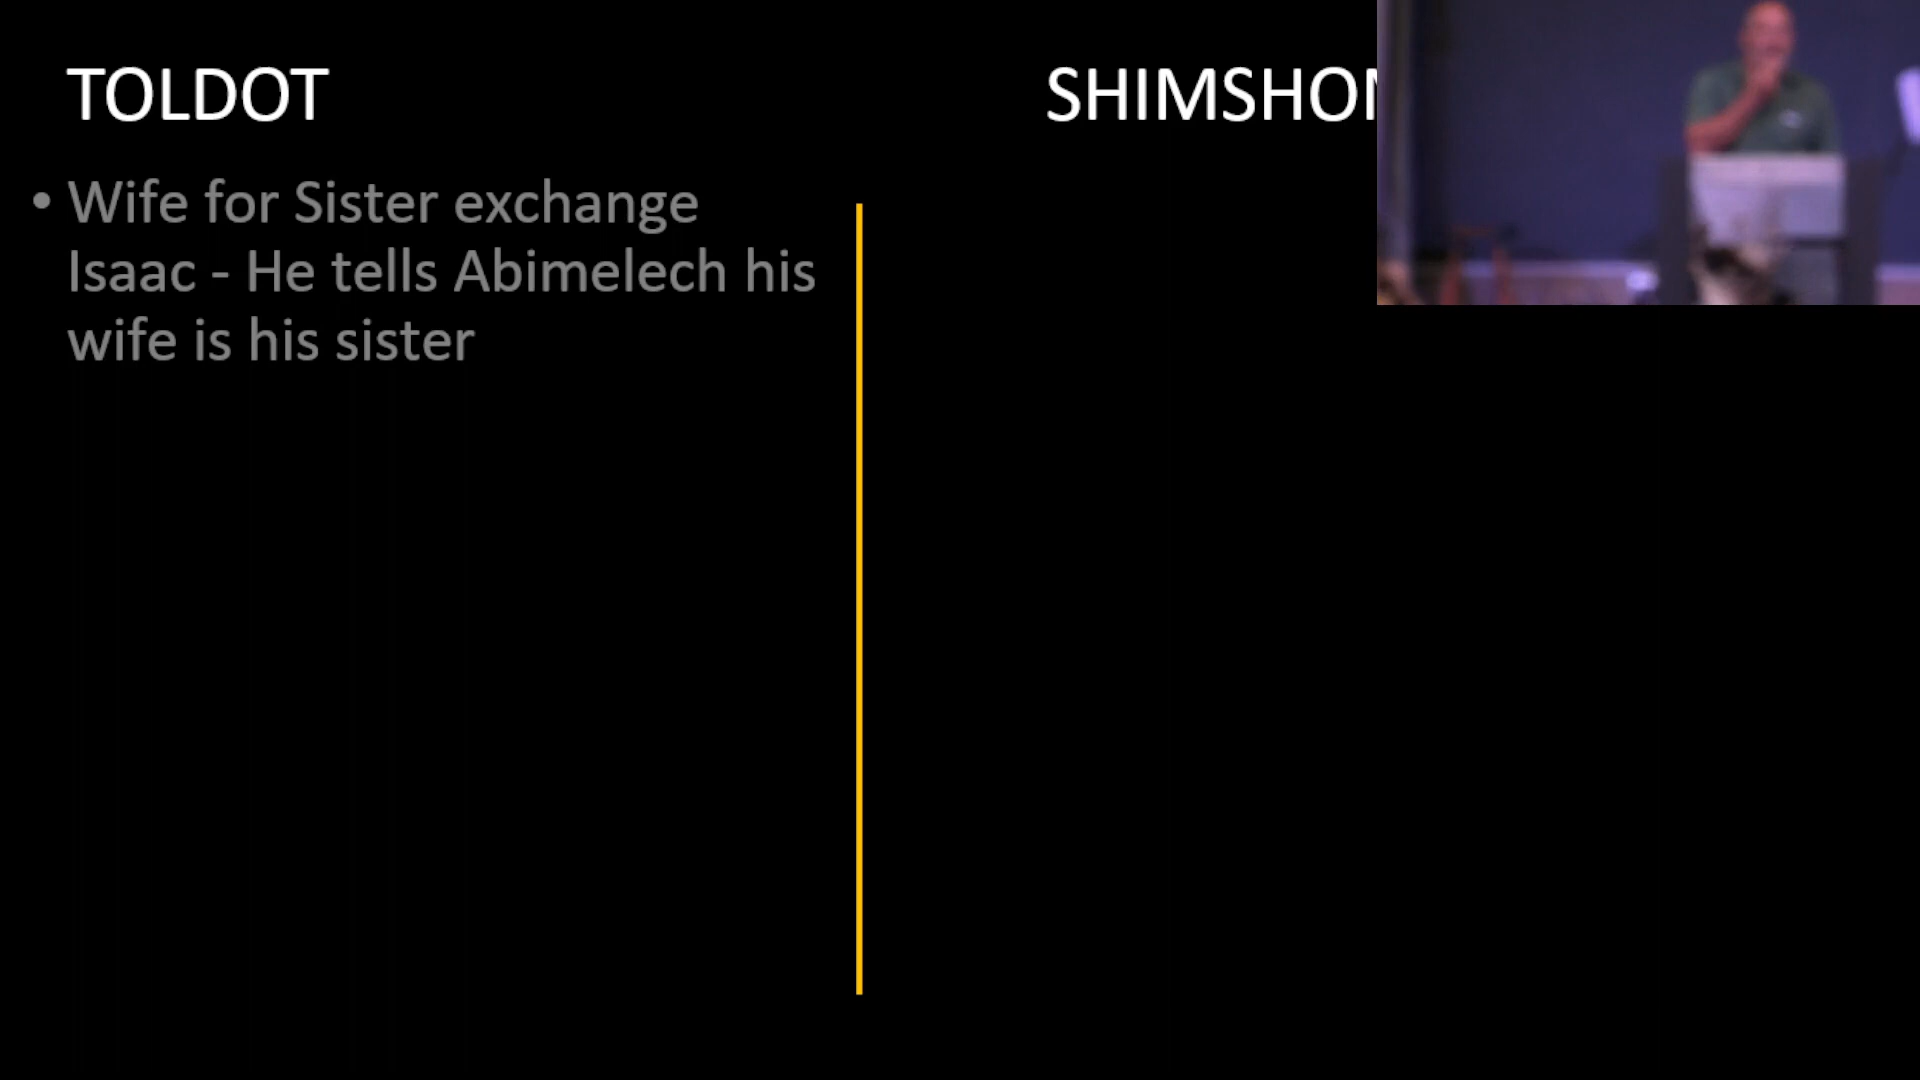 TOLDOT
• Wife for Sister exchange
Isaac - He tells Abimelech his
wife is his sister
SHIMSHON